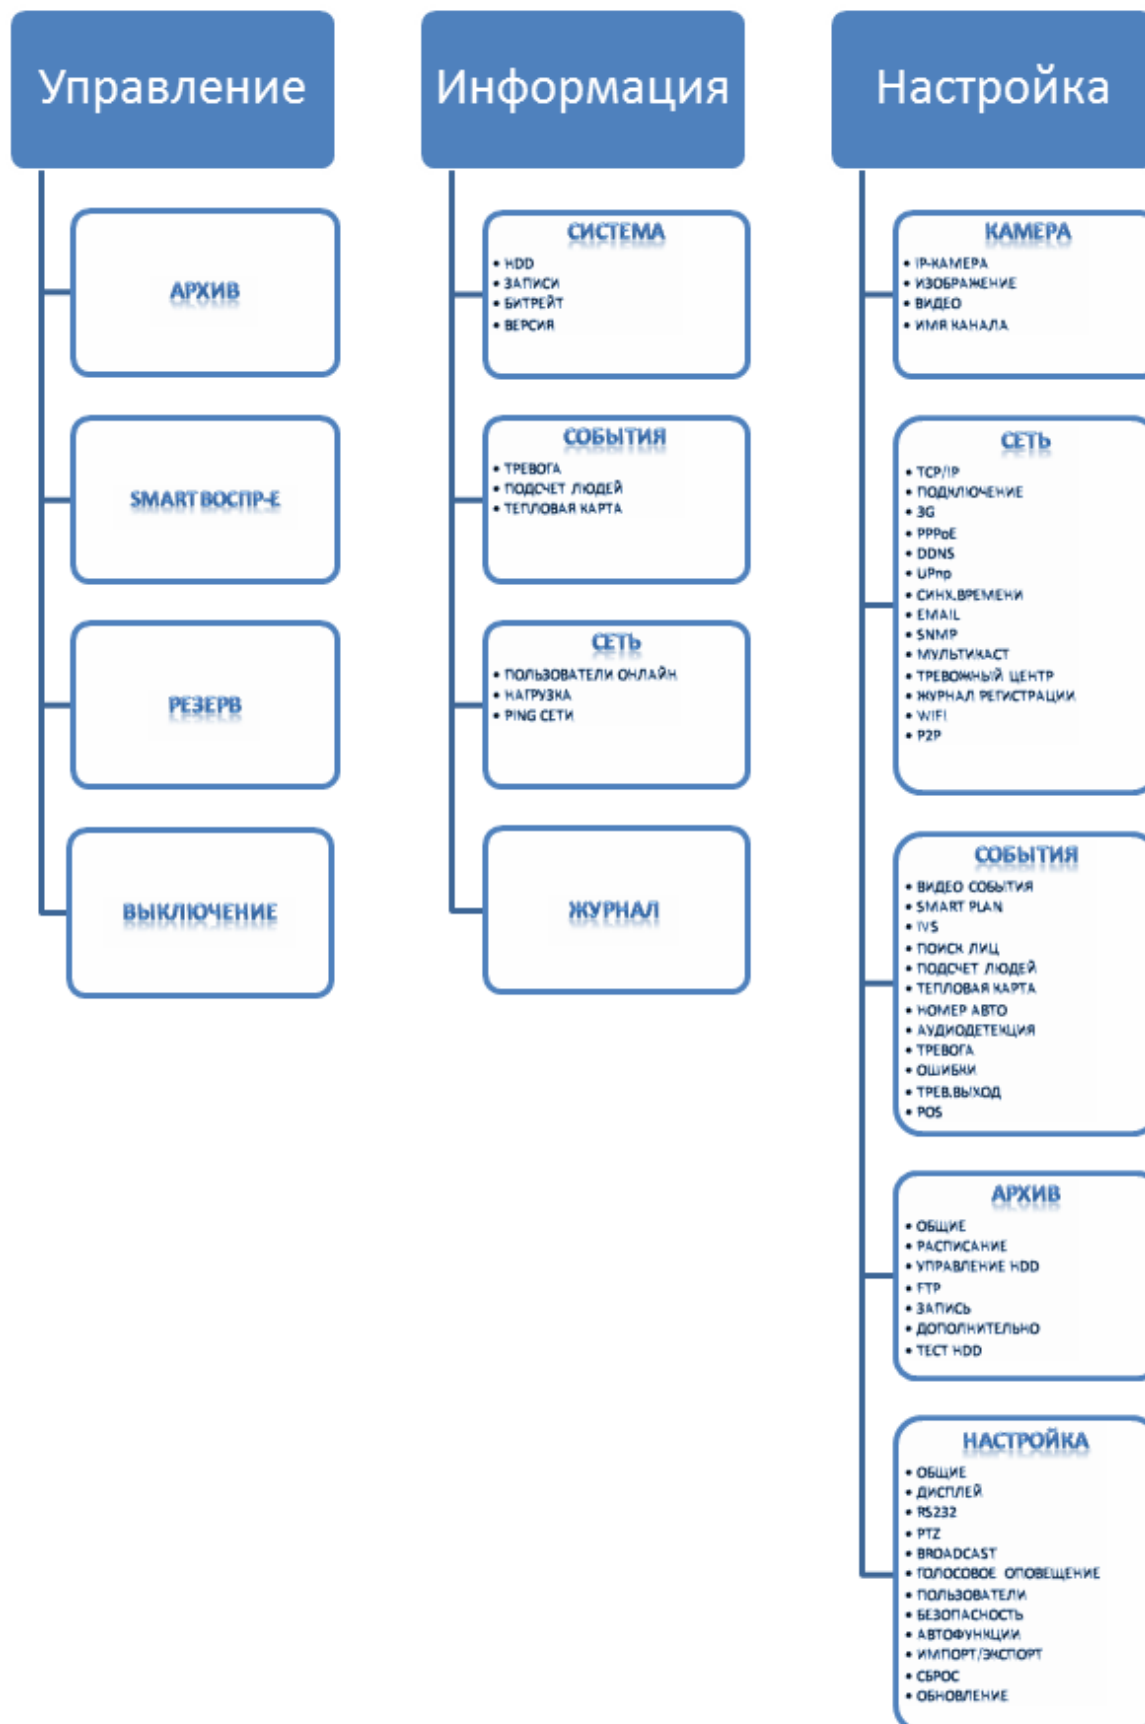 Управление
АРХИВ
SMART ВОСПР-Е
РЕЗЕРВ
ВЫКЛЮЧЕНИЕ
Информация
СИСТЕМА
• HDD
• ЗАПИСИ
• БИТРЕЙТ
• ВЕРСИЯ
СОБЫТИЯ
• ТРЕВОГА
• ПОДСЧЕТ ЛЮДЕЙ
• ТЕПЛОВАЯ КАРТА
СЕТЬ
• ПОЛЬЗОВАТЕЛИ ОНЛАЙН
• НАГРУЗКА
• PING СЕТИ
ЖУРНАЛ
Настройка
КАМЕРА
• IP-КАМЕРА
• ИЗОБРАЖЕНИЕ
• ВИДЕО
• ИМЯ КАНАЛА
СЕТЬ
• TCP/IP
• ПОДКЛЮЧЕНИЕ
• 3G
• PPPoE
• DDNS
• UPnp
• СИНХ.ВРЕМЕНИ
• EMAIL
• SNMP
• МУЛЬТИКАСТ
• ТРЕВОЖНЫЙ ЦЕНТР
• ЖУРНАЛ РЕГИСТРАЦИИ
• WIFI
• P2P
СОБЫТИЯ
• ВИДЕО СОБЫТИЯ
• SMART PLAN
• IVS
• ПОИСК ЛИЦ
• ПОДСЧЕТ ЛЮДЕЙ
• ТЕПЛОВАЯ КАРТА
• НОМЕР АВТО
• АУДИОДЕТЕКЦИЯ
• ТРЕВОГА
• ОШИБКИ
• ТРЕВ.ВЫХОД
• POS
АРХИВ
• ОБЩИЕ
• РАСПИСАНИЕ
• УПРАВЛЕНИЕ HDD
• FTP
• ЗАПИСЬ
• ДОПОЛНИТЕЛЬНО
• ТЕСТ HDD
НАСТРОЙКА
• ОБЩИЕ
• ДИСПЛЕЙ
• RS232
• PTZ
• BROADCAST
• ГОЛОСОВОЕ ОПОВЕЩЕНИЕ
• ПОЛЬЗОВАТЕЛИ
• БЕЗОПАСНОСТЬ
• АВТОФУНКЦИИ
• ИМПОРТ/ЭКСПОРТ
• СБРОС
• ОБНОВЛЕНИЕ